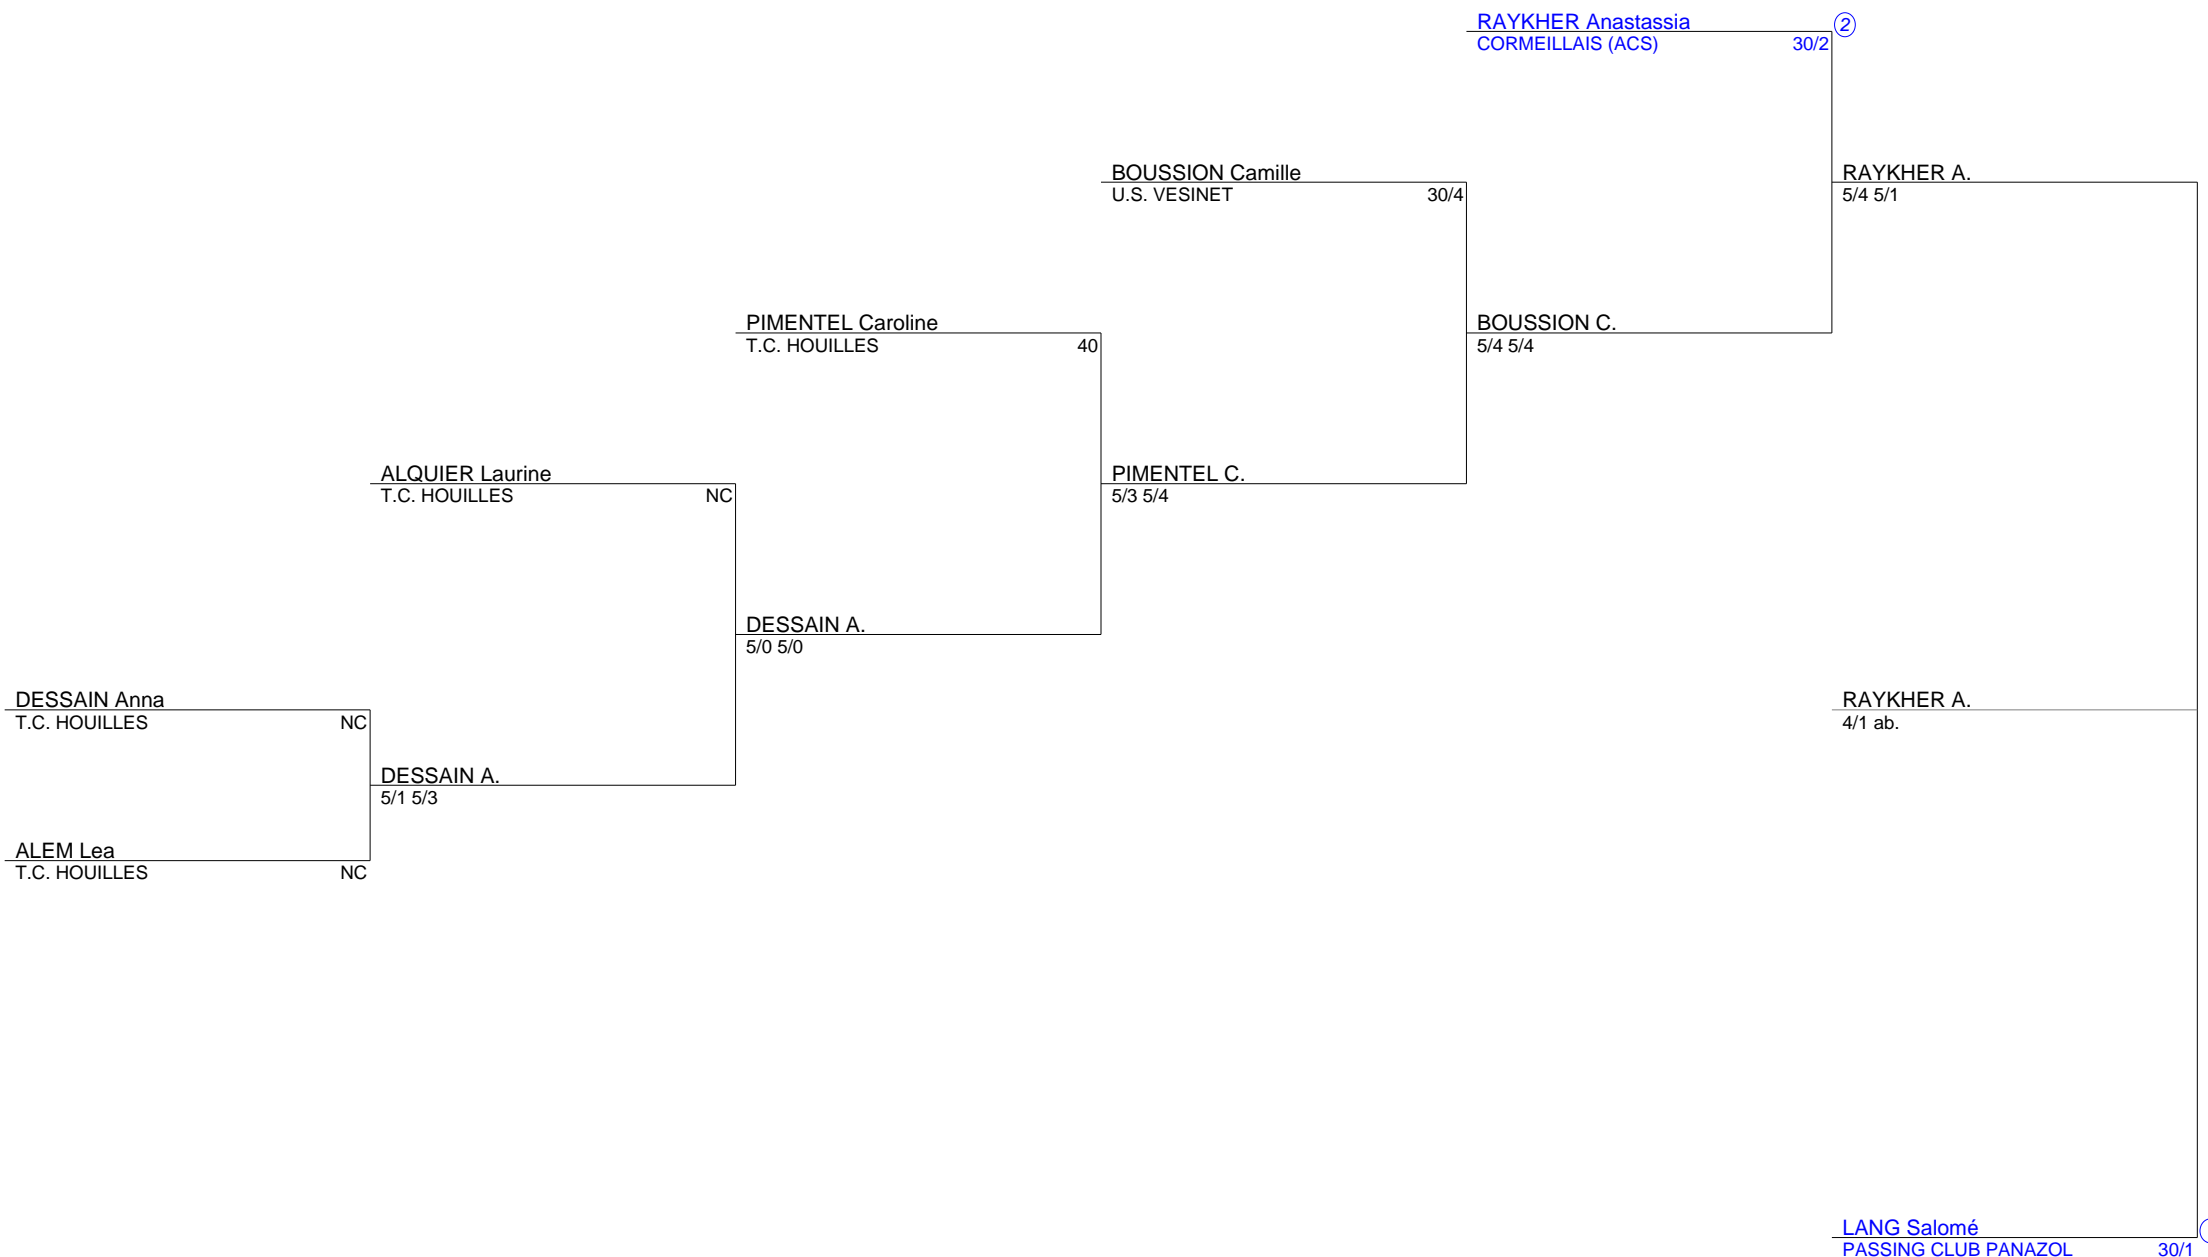 RAYKHER Anastassia
2
CORMEILLAIS (ACS) 30/2
BOUSSION Camille
U.S. VESINET 30/4
RAYKHER A.
5/4 5/1
PIMENTEL Caroline
T.C. HOUILLES 40
BOUSSION C.
5/4 5/4
ALQUIER Laurine
T.C. HOUILLES NC
PIMENTEL C.
5/3 5/4
DESSAIN A.
5/0 5/0
DESSAIN Anna
T.C. HOUILLES NC
RAYKHER A.
4/1 ab.
DESSAIN A.
5/1 5/3
ALEM Lea
T.C. HOUILLES NC
LANG Salomé
PASSING CLUB PANAZOL 30/1